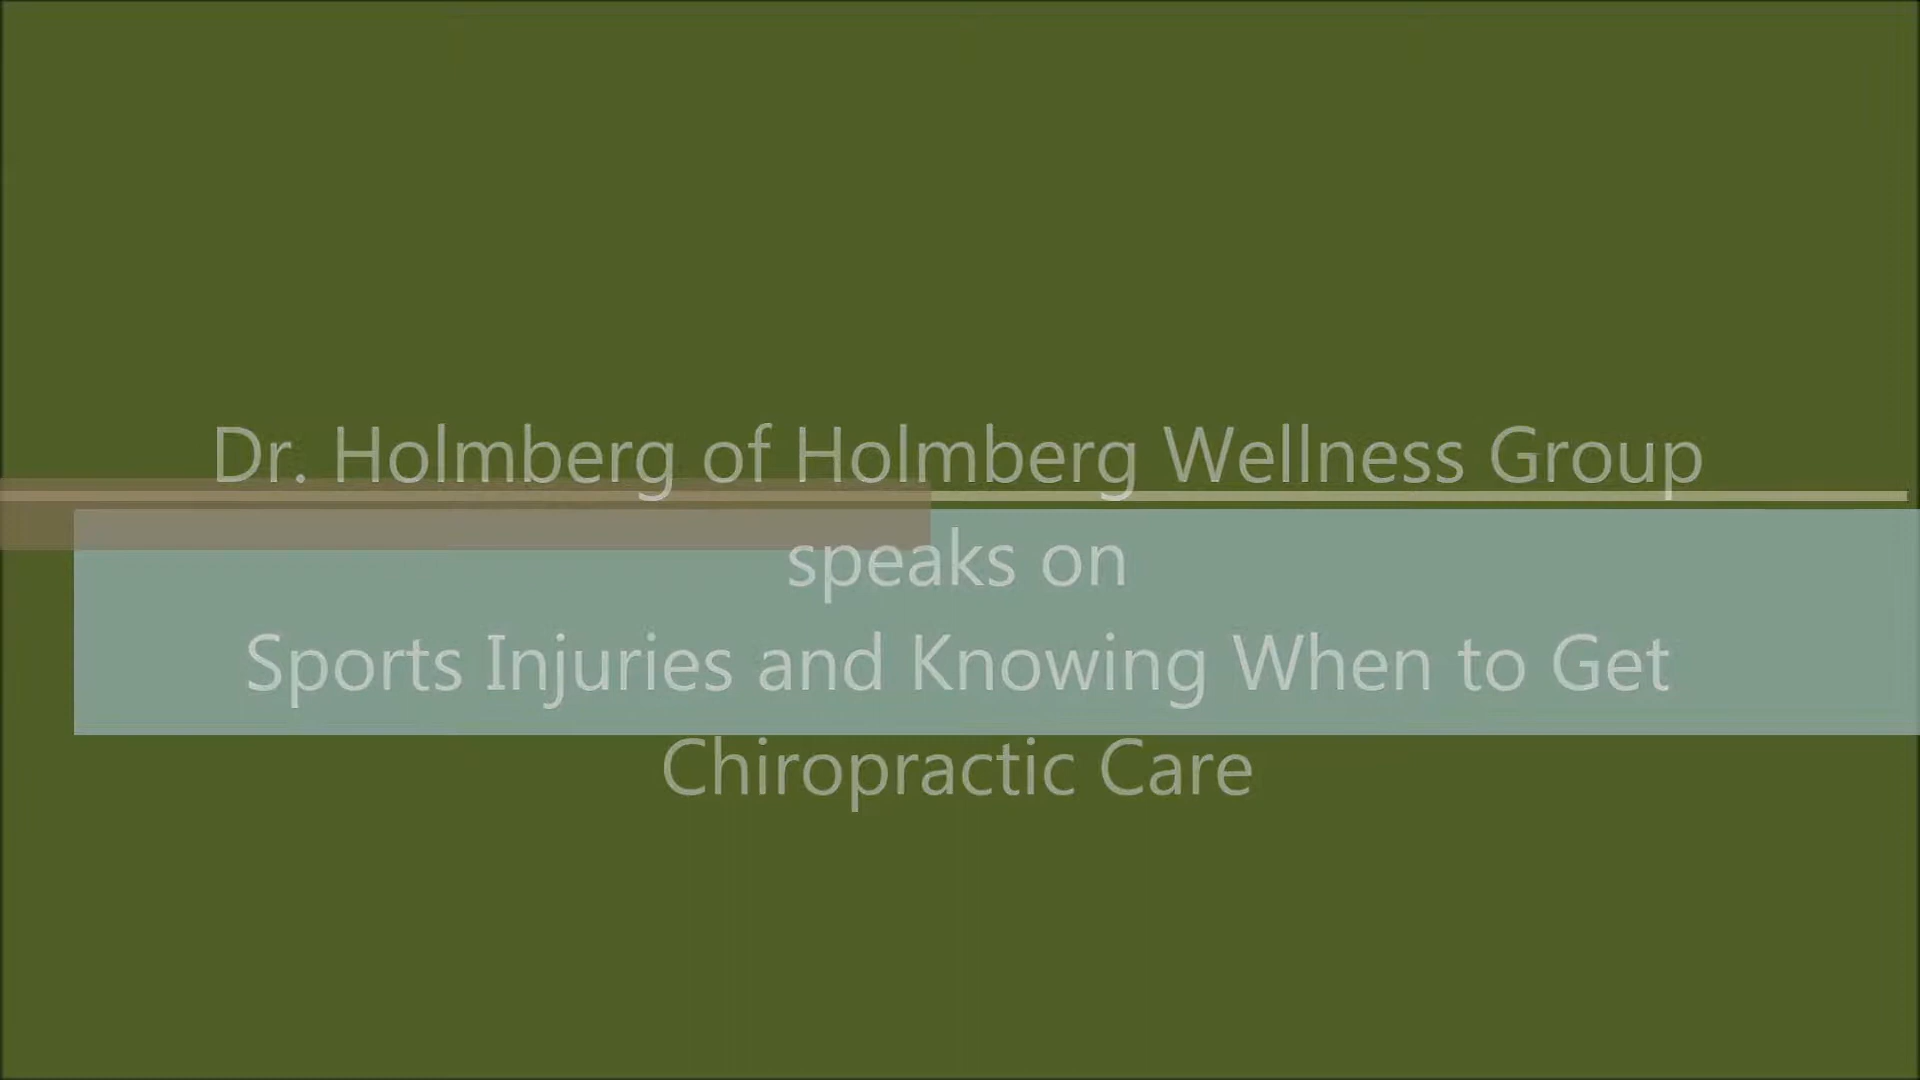 Dr. Holmberg of Holmberg Wellness Group
speaks on
Sports Injuries and Knowing When to Get
Chiropractic Care